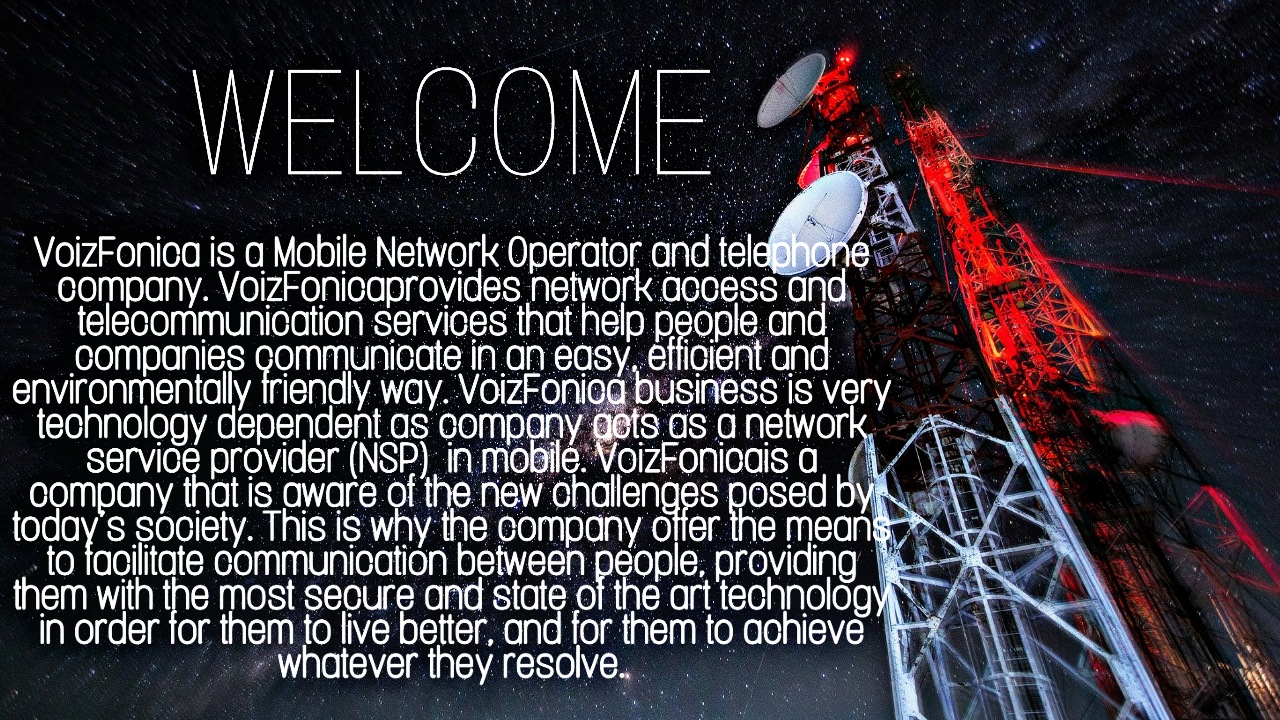 WELCOME
VoizFonica is a Mobile Network Operator and telephone
company. VoizFonicaprovides network access and
telecommunication services that help people and
companies communicate in an easy, efficient and
environmentally friendly way. VoizFonica business is very
technology dependent as company acts as a network
service provider (NSP)  in mobile. VoizFonicais a
company that is aware of the new challenges posed by
today's society. This is why the company offer the means
to facilitate communication between people, providing
them with the most secure and state of the art technology
in order for them to live better, and for them to achieve
whatever they resolve.